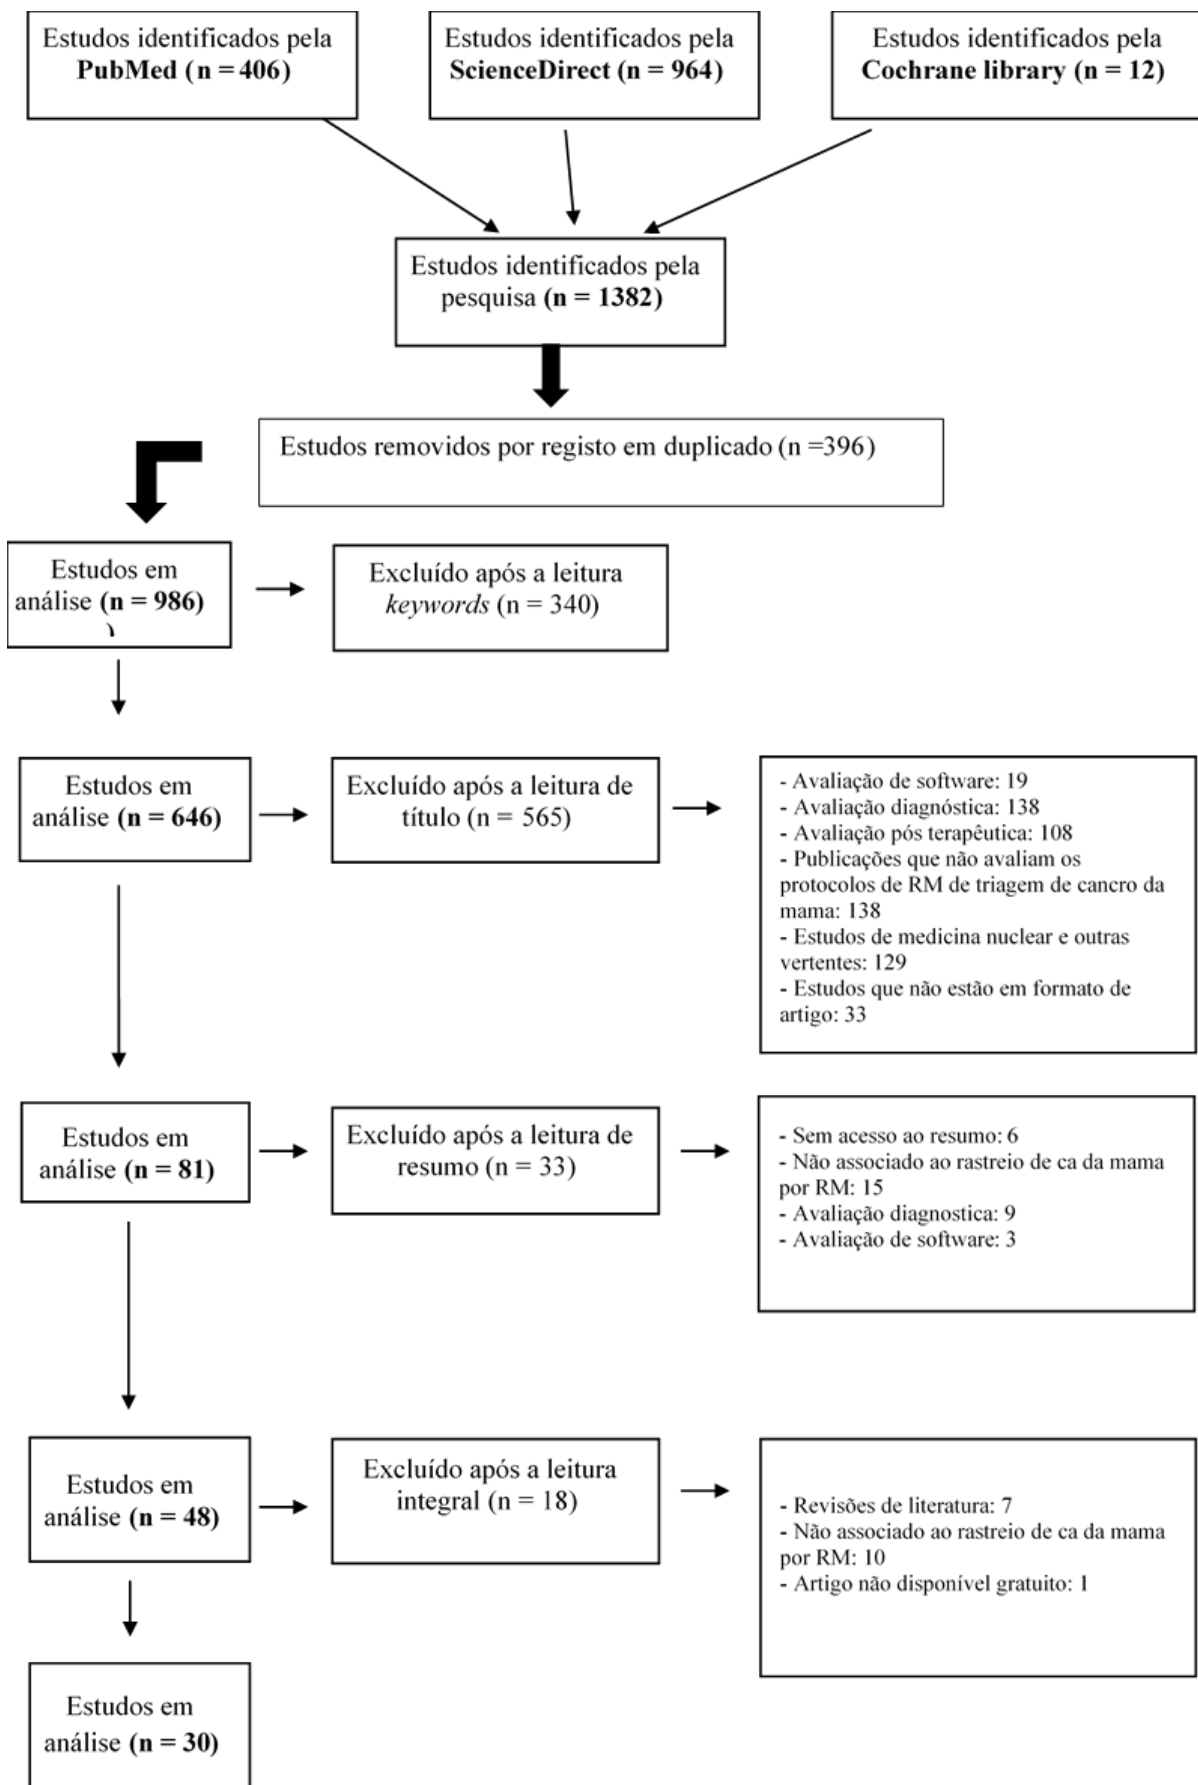 Estudos identificados pela
PubMed (n = 406)
Estudos identificados pela
ScienceDirect (n = 964)
Estudos identificados pela
Cochrane library (n = 12)
Estudos identificados pela
pesquisa (n = 1382)
Estudos removidos por registo em duplicado (n =396)
Estudos em
análise (n = 986)
)
Excluído após a leitura
keywords (n = 340)
Estudos em
análise (n = 646)
Excluído após a leitura de
título (n = 565)
- Avaliação de software: 19
- Avaliação diagnóstica: 138
- Avaliação pós terapêutica: 108
- Publicações que não avaliam os
protocolos de RM de triagem de cancro da
mama: 138
- Estudos de medicina nuclear e outras
vertentes: 129
- Estudos que não estão em formato de
artigo: 33
Estudos em
análise (n = 81)
Excluído após a leitura de
resumo (n = 33)
- Sem acesso ao resumo: 6
- Não associado ao rastreio de ca da mama
por RM: 15
- Avaliação diagnostica: 9
- Avaliação de software: 3
Estudos em
análise (n = 48)
Excluído após a leitura
integral (n = 18)
- Revisões de literatura: 7
- Não associado ao rastreio de ca da mama
por RM: 10
- Artigo não disponível gratuito: 1
Estudos em
análise (n = 30)